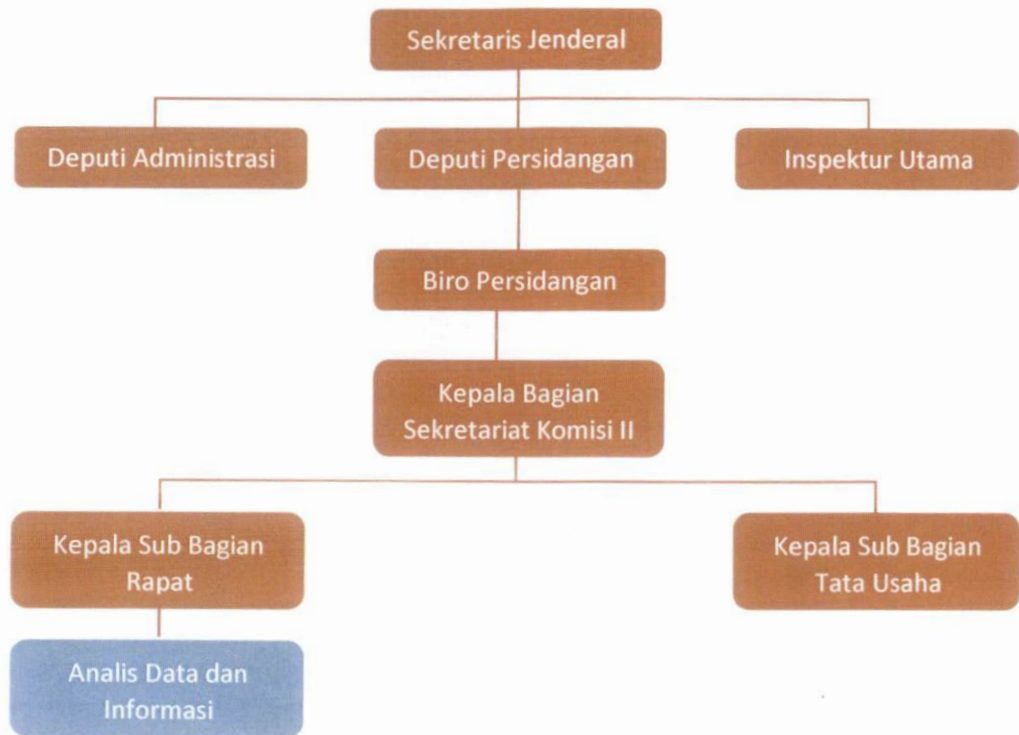 Sekretaris Jenderal
Deputi Administrasi
Deputi Persidangan
Inspektur Utama
Biro Persidangan
Kepala Bagian
Sekretariat Komisi II
Kepala Sub Bagian
Rapat
Kepala Sub Bagian
Tata Usaha
Analis Data dan
Informasi